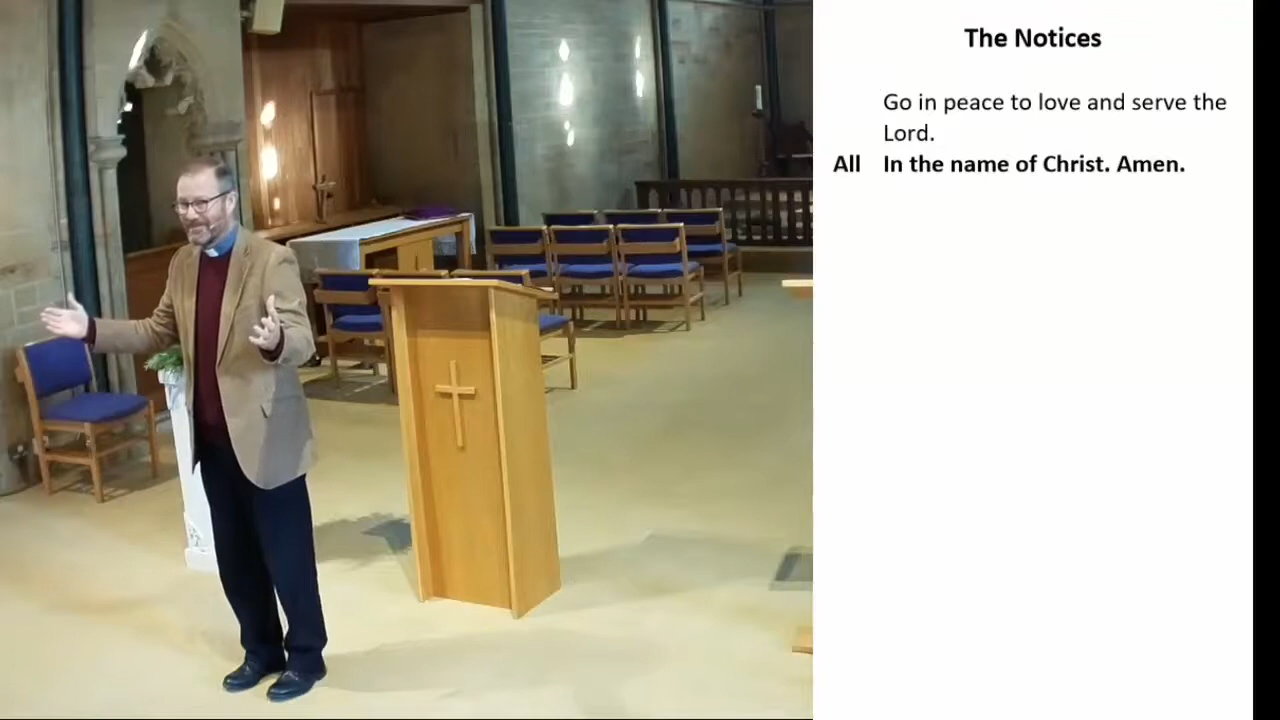 The Notices
Go in peace to love and serve the
Lord.
All In the name of Christ. Amen.